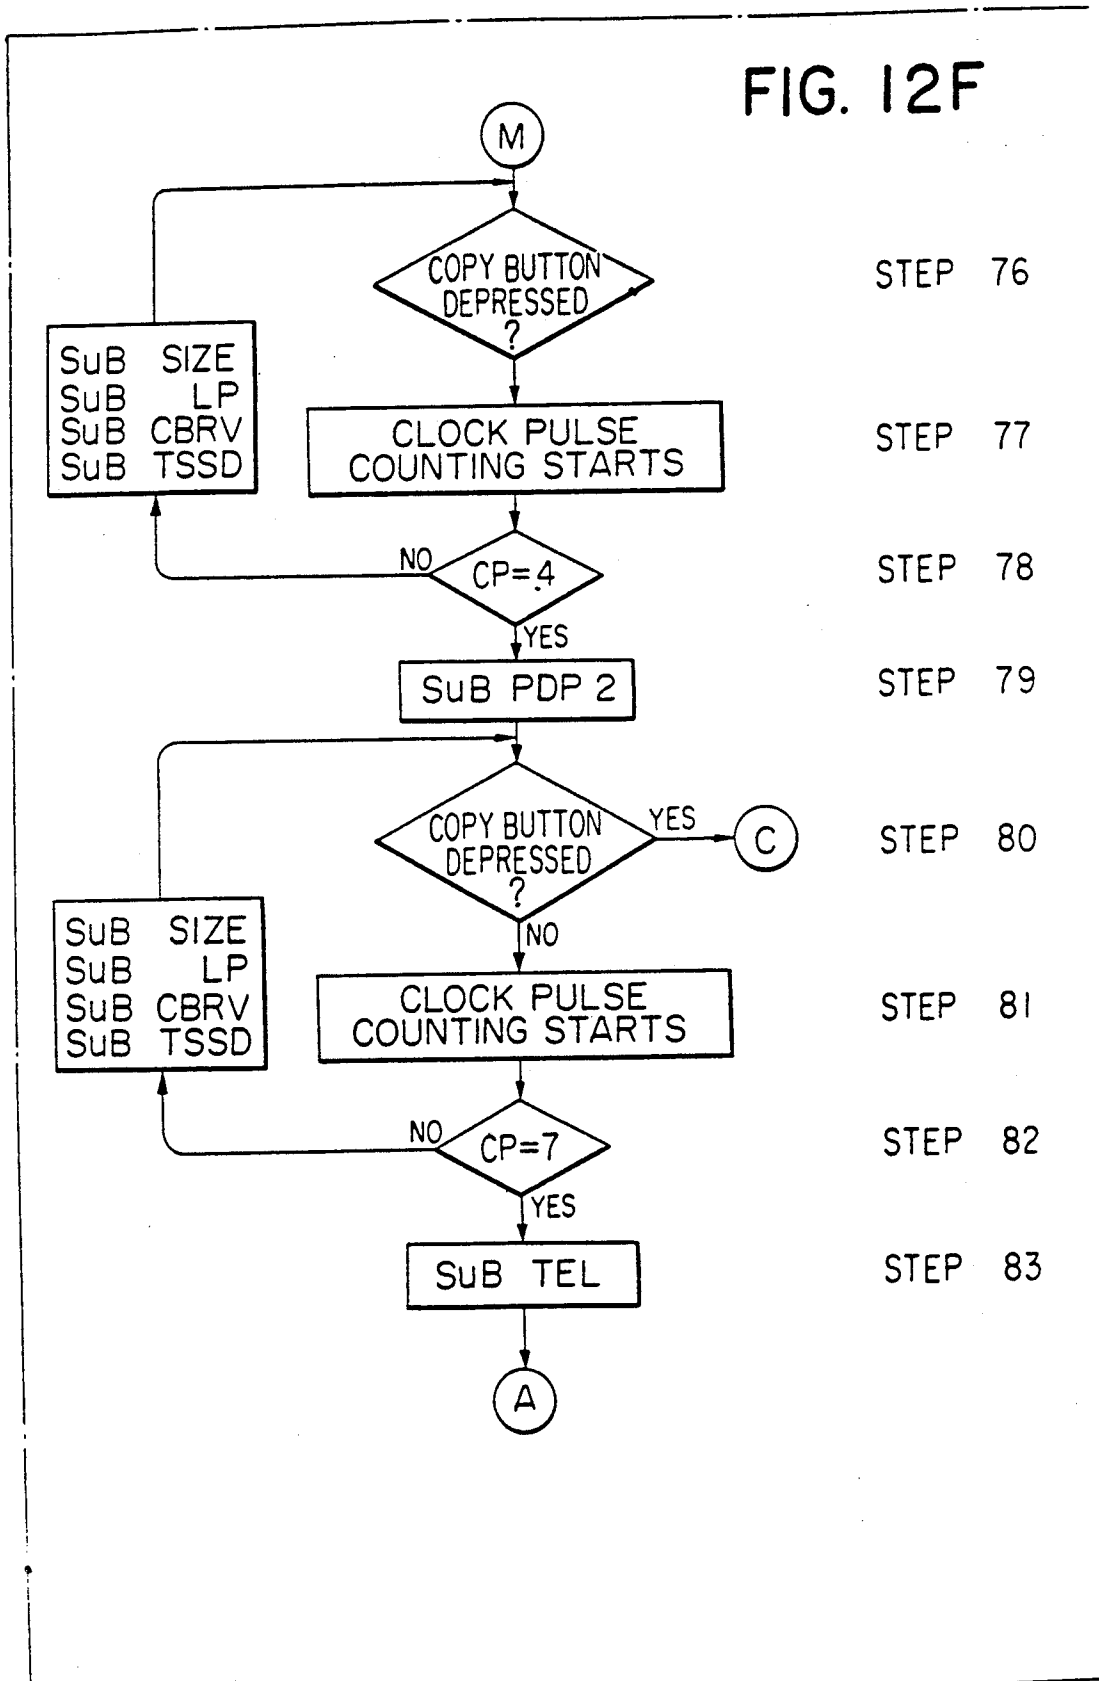 FIG. 12F
M
COPY BUTTON
DEPRESSED
?
STEP 76
SuB SIZE
SuB LP
SuB CBRV
SuB TSSD
CLOCK PULSE
COUNTING STARTS
STEP 77
NO
CP=4
STEP 78
YES
SuB PDP 2
STEP 79
COPY BUTTON
DEPRESSED
?
YES
C
STEP 80
NO
SuB SIZE
SuB LP
SuB CBRV
SuB TSSD
CLOCK PULSE
COUNTING STARTS
STEP 81
NO
CP=7
STEP 82
YES
SuB TEL
STEP 83
A